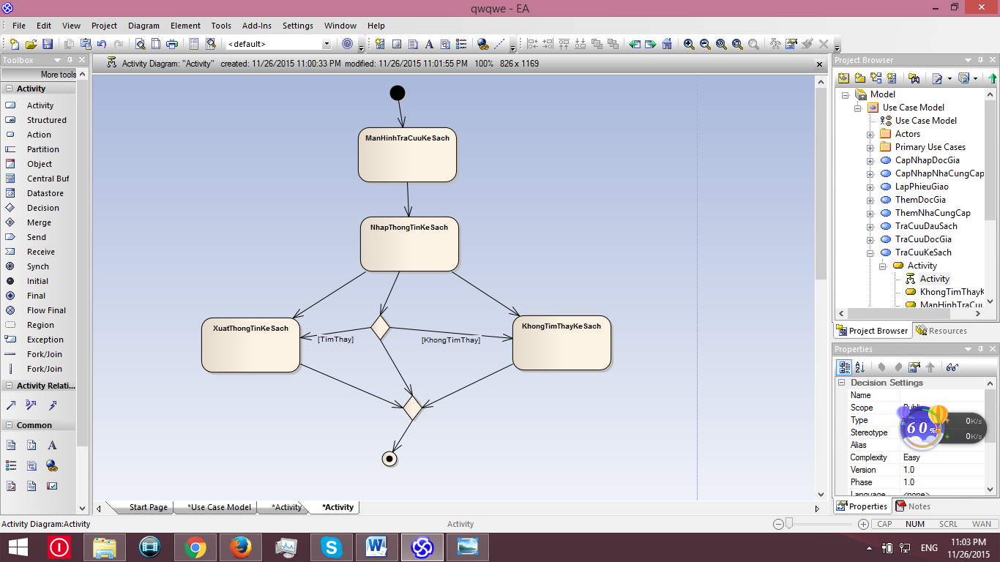 qwqwe - EA
File Edit View Project Diagram Element Tools Add-Ins Settings Window Help
<default>
Toolbox
More tools
Activity
Activity
Structured
Action
Partition
Object
Central Buf
Datastore
Decision
Merge
Send
Receive
Synch
Initial
Final
Flow Final
Region
Exception
Fork/Join
Fork/Join
Activity Relati...
Common
Activity Diagram: "Activity" created: 11/26/2015 11:00:33 PM modified: 11/26/2015 11:01:55 PM 100% 826 x 1169
ManHinhTraCuuKeSach
NhapThongTinKeSach
XuatThongTinKeSach
[TimThay]
[KhongTimThay]
KhongTimThayKeSach
Start Page *Use Case Model *Activity *Activity
Project Browser
Model
Use Case Model
Use Case Model
Actors
Primary Use Cases
CapNhapDocGia
CapNhapNhaCungCap
LapPhieuGiao
ThemDocGia
ThemNhaCungCap
TraCuuDauSach
TraCuuDocGia
TraCuuKeSach
Activity
Activity
KhongTimThayK
ManHinhTraCuu
Project Browser Resources
Properties
Decision Settings
Name
Scope Public
Type
Stereotype
Alias
Complexity Easy
Version 1.0
Phase 1.0
Language <none>
60%
0K/s
0K/s
Properties Notes
Activity Diagram:Activity Activity CAP NUM SCRL WAN
ENG
11:03 PM
11/26/2015